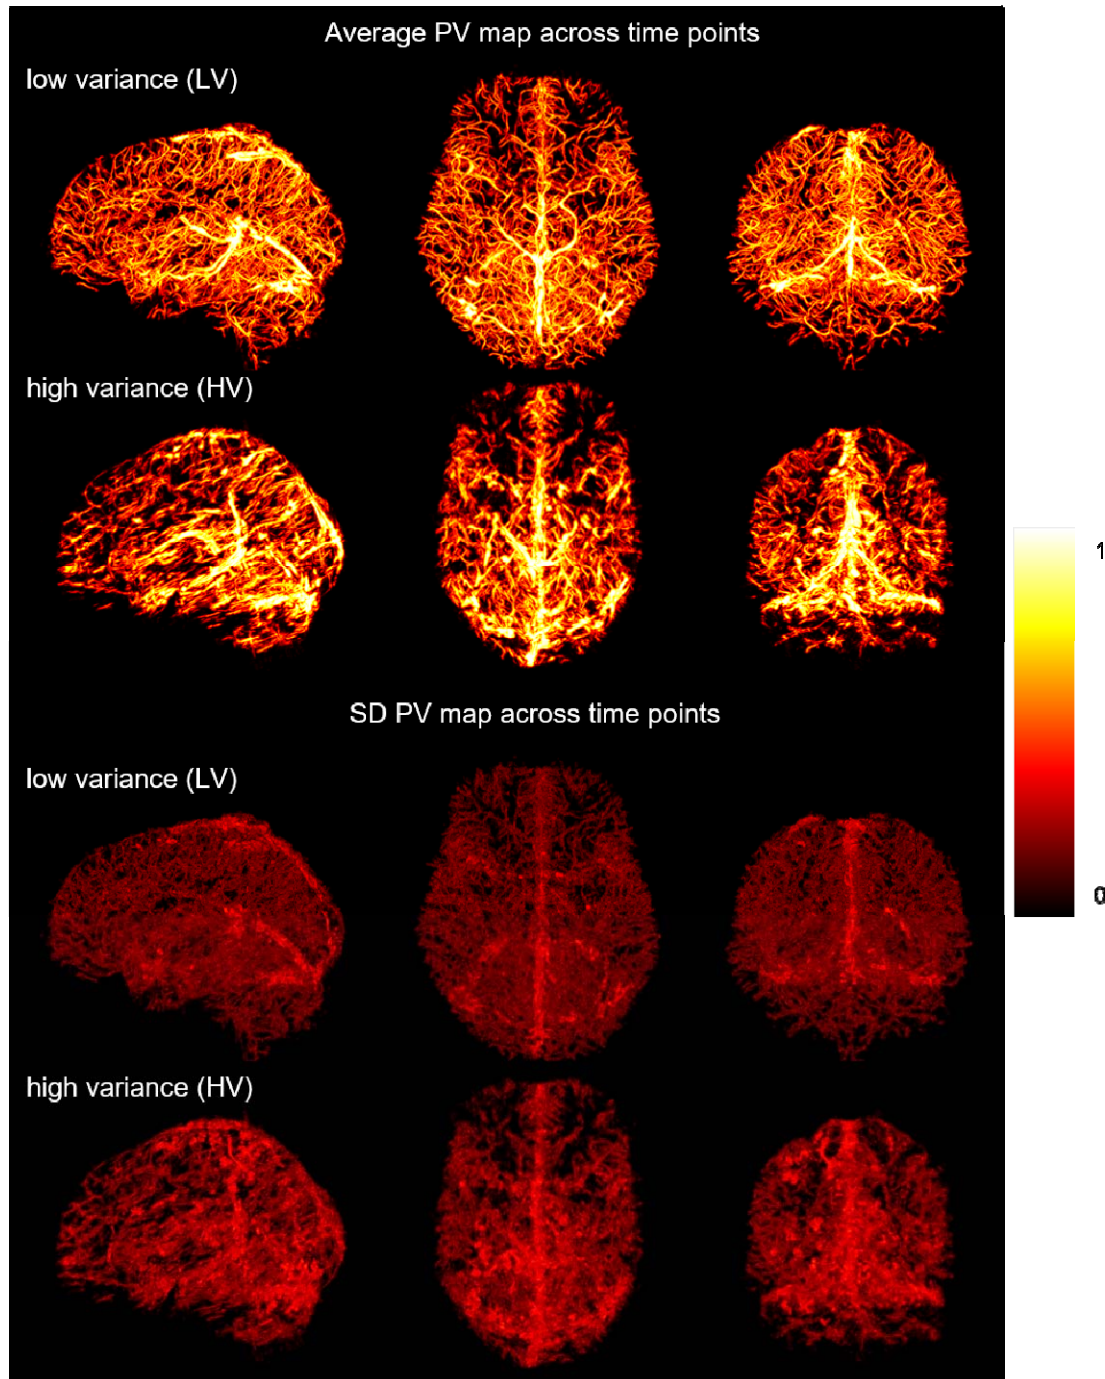 Average PV map across time points
low variance (LV)
high variance (HV)
1
SD PV map across time points
low variance (LV)
0
high variance (HV)